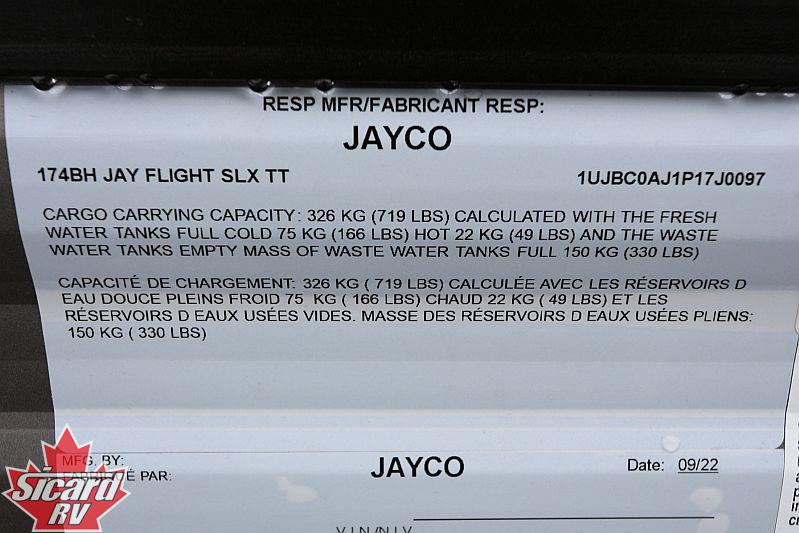 RESP MFR/FABRICANT RESP:
JAYCO
174BH JAY FLIGHT SLX TT 1UJBC0AJ1P17J0097
CARGO CARRYING CAPACITY: 326 KG (719 LBS) CALCULATED WITH THE FRESH
WATER TANKS FULL COLD 75 KG (166 LBS) HOT 22 KG (49 LBS) AND THE WASTE
WATER TANKS EMPTY MASS OF WASTE WATER TANKS FULL 150 KG (330 LBS)
CAPACITÉ DE CHARGEMENT: 326 KG ( 719 LBS) CALCULÉE AVEC LES RÉSERVOIRS D
EAU DOUCE PLEINS FROID 75 KG ( 166 LBS) CHAUD 22 KG ( 49 LBS) ET LES
RÉSERVOIRS D EAUX USÉES VIDES. MASSE DES RÉSERVOIRS D EAUX USÉES PLIENS:
150 KG ( 330 LBS)
MFG. BY: JAYCO Date: 09/22
FABRIQUÉ PAR:
V.I.N/N.I.V
Sicard
RV